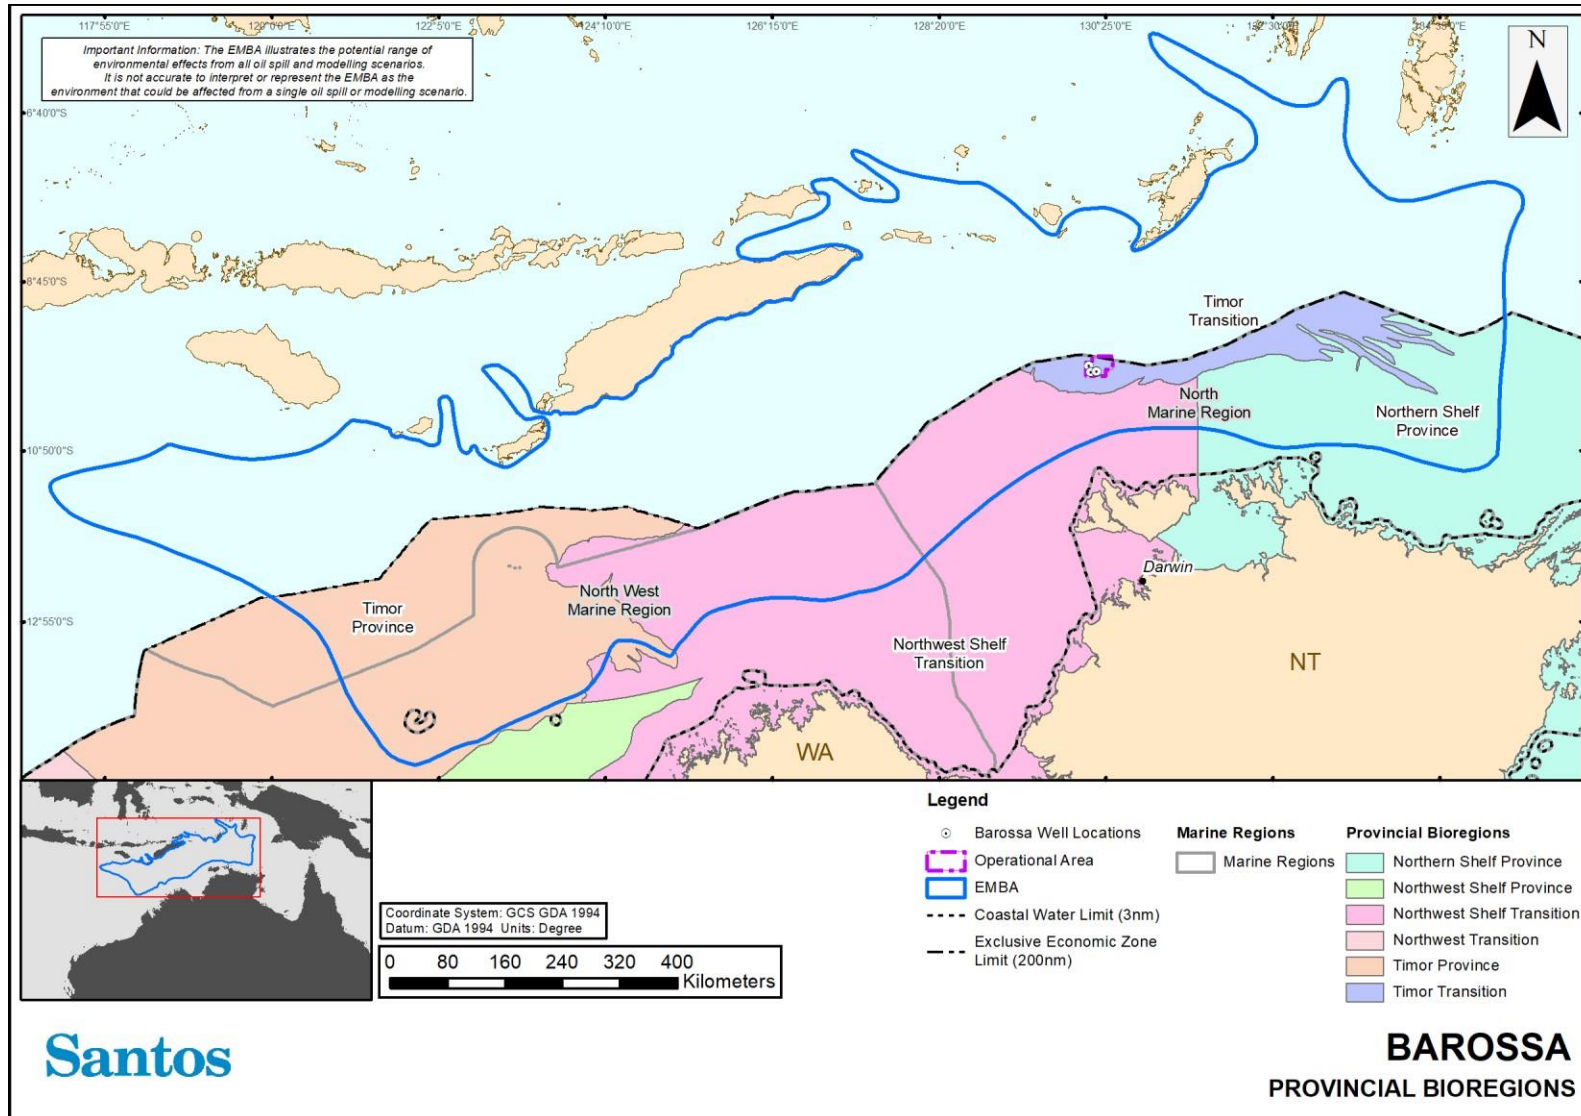 117°55'0"E
120°0'0"E
122°5'0"E
124°10'0"E
126°15'0"E
128°20'0"E
130°25'0"E
132°30'0"E
Important Information: The EMBA illustrates the potential range of
environmental effects from all oil spill and modelling scenarios.
It is not accurate to interpret or represent the EMBA as the
environment that could be affected from a single oil spill or modelling scenario.
N
6°40'0"S
8°45'0"S
10°50'0"S
12°55'0"S
Timor
Transition
North
Marine Region
Northern Shelf
Province
Darwin
North West
Marine Region
Timor
Province
Northwest Shelf
Transition
NT
WA
Legend
Barossa Well Locations
Operational Area
EMBA
Coastal Water Limit (3nm)
Exclusive Economic Zone
Limit (200nm)
Marine Regions
Marine Regions
Provincial Bioregions
Northern Shelf Province
Northwest Shelf Province
Northwest Shelf Transition
Northwest Transition
Timor Province
Timor Transition
Coordinate System: GCS GDA 1994
Datum: GDA 1994 Units: Degree
0 80 160 240 320 400
Kilometers
Santos
BAROSSA
PROVINCIAL BIOREGIONS